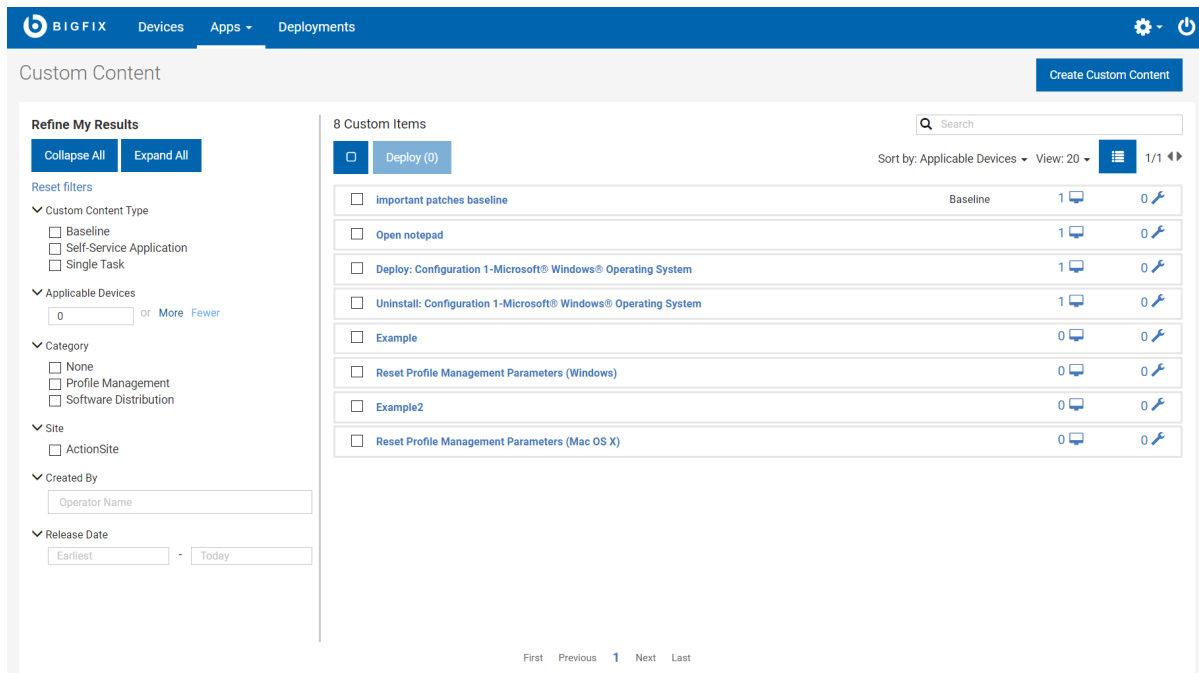 BIGFIX Devices Apps Deployments
Custom Content
Create Custom Content
Refine My Results
Collapse All Expand All
Reset filters
Custom Content Type
Baseline
Self-Service Application
Single Task
Applicable Devices
0 or More Fewer
Category
None
Profile Management
Software Distribution
Site
ActionSite
Created By
Operator Name
Release Date
Earliest - Today
8 Custom Items
Search
Deploy (0)
Sort by: Applicable Devices View: 20 1/1
important patches baseline Baseline 1 0
Open notepad 1 0
Deploy: Configuration 1-Microsoft® Windows® Operating System 1 0
Uninstall: Configuration 1-Microsoft® Windows® Operating System 1 0
Example 0 0
Reset Profile Management Parameters (Windows) 0 0
Example2 0 0
Reset Profile Management Parameters (Mac OS X) 0 0
First Previous 1 Next Last